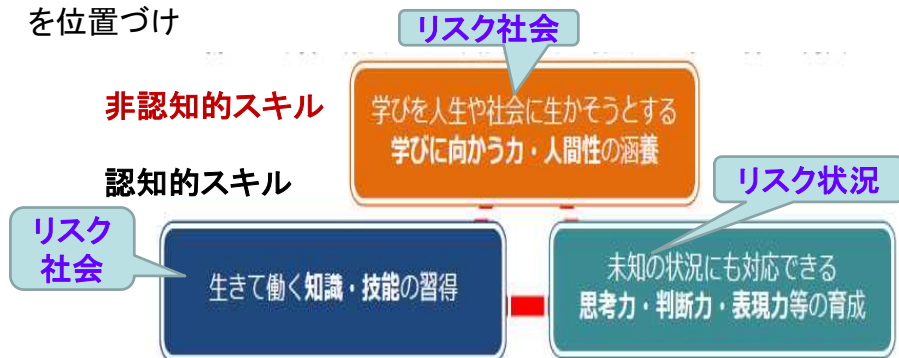 を位置づけ
リスク社会
非認知的スキル
学びを人生や社会に生かそうとする
学びに向かう力・人間性の涵養
認知的スキル
リスク状況
リスク
社会
生きて働く知識・技能の習得
未知の状況にも対応できる
思考力・判断力・表現力等の育成